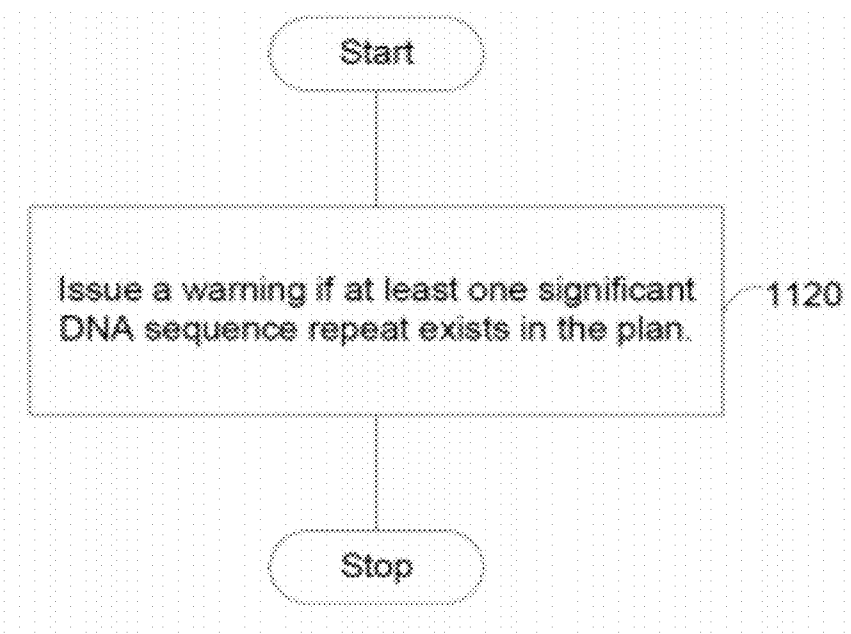 Start
Issue a warning if at least one significant
DNA sequence repeat exists in the plan.
1120
Stop